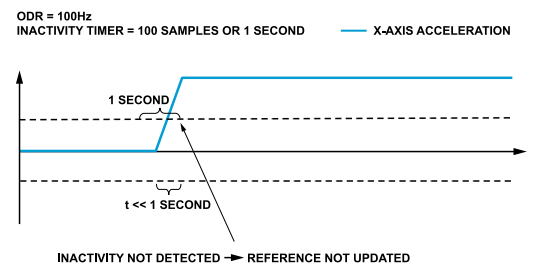 ODR = 100Hz
INACTIVITY TIMER = 100 SAMPLES OR 1 SECOND
X-AXIS ACCELERATION
1 SECOND
t << 1 SECOND
INACTIVITY NOT DETECTED → REFERENCE NOT UPDATED